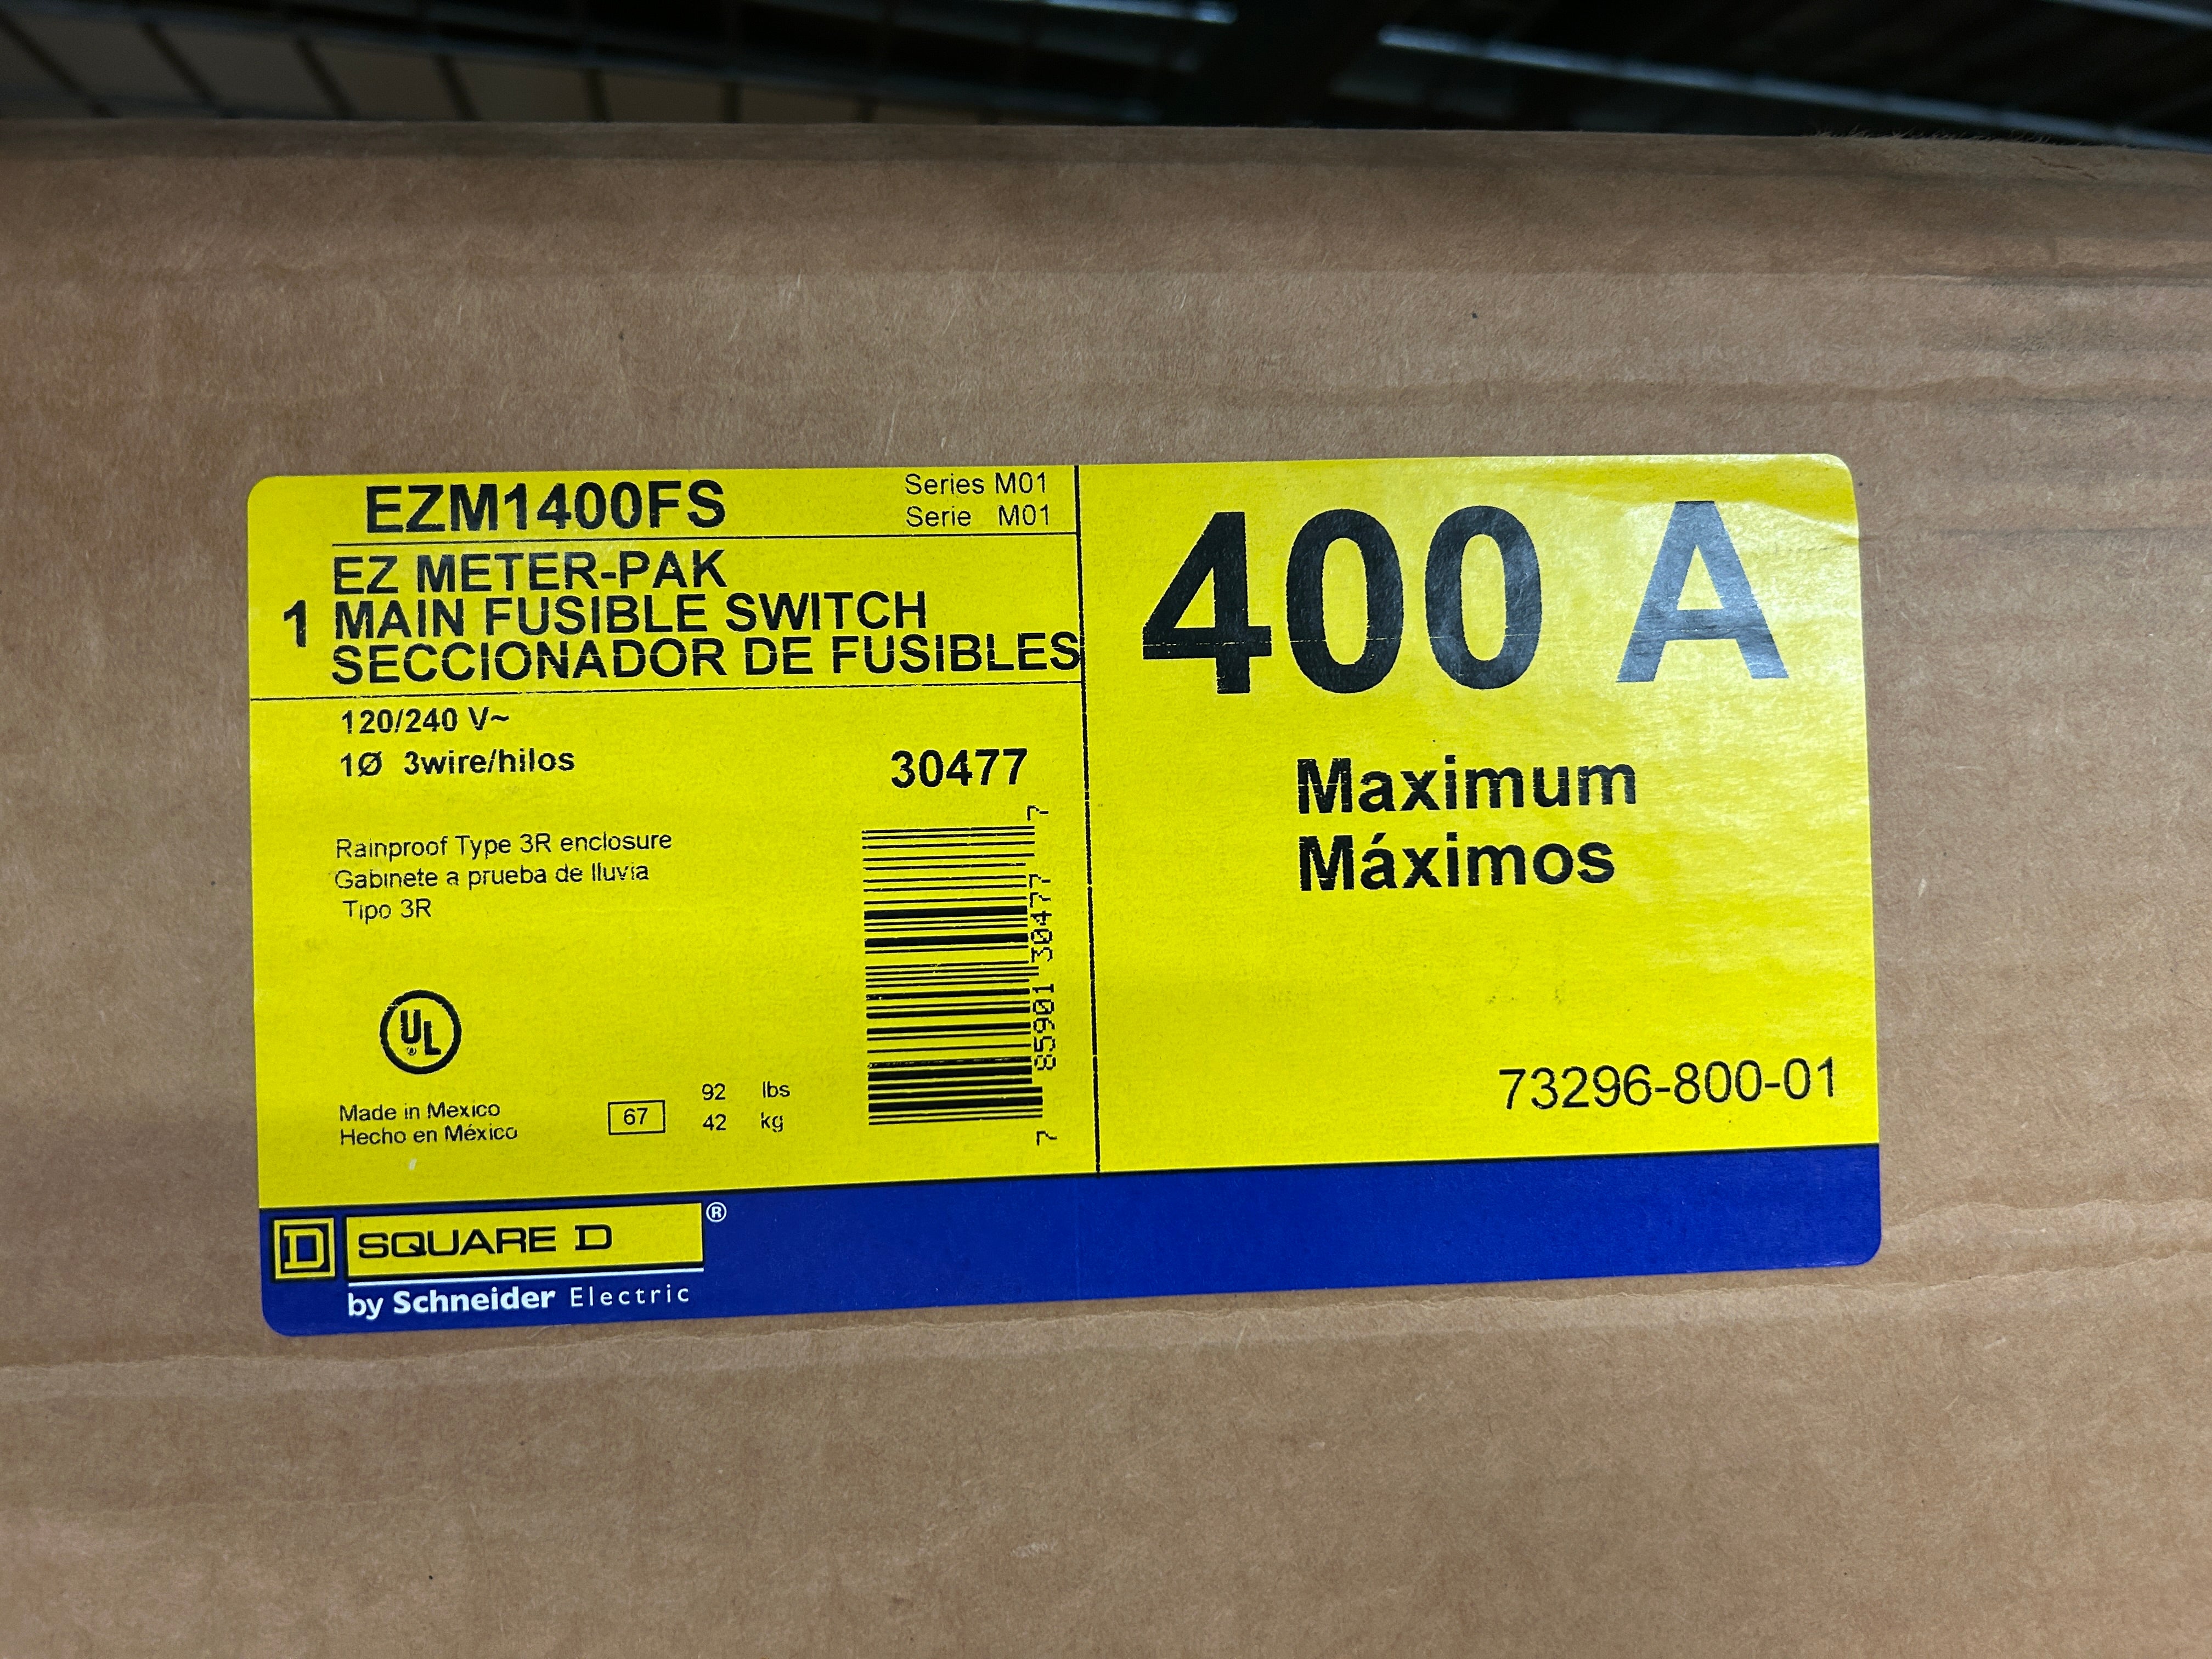 EZM1400FS
Series M01
Serie M01
EZ METER-PAK
1 MAIN FUSIBLE SWITCH
SECCIONADOR DE FUSIBLES
120/240 V~
1Ø 3wire/hilos
30477
Rainproof Type 3R enclosure
Gabinete a prueba de lluvia
Tipo 3R
7 85901 30477 7
UL
®
Made in Mexico
Hecho en México
67
92 lbs
42 kg
400 A
Maximum
Máximos
73296-800-01
D SQUARE D ®
by Schneider Electric